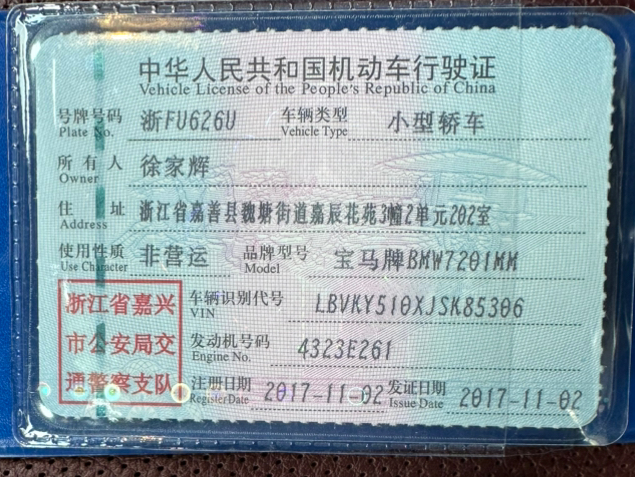 中华人民共和国机动车行驶证
Vehicle License of the People's Republic of China
号牌号码 浙FU626U 车辆类型 小型轿车
Plate No. Vehicle Type
所有人 徐家辉
Owner
住址 浙江省嘉善县魏塘街道嘉辰花苑3幢2单元202室
Address
使用性质 非营运 品牌型号 宝马牌BMW7201MM
Use Character Model
浙江省嘉兴
市公安局交
通警察支队
车辆识别代号 LBVKY510XJSK85306
VIN
发动机号码 4323E261
Engine No.
注册日期 2017-11-02 发证日期 2017-11-02
Register Date Issue Date